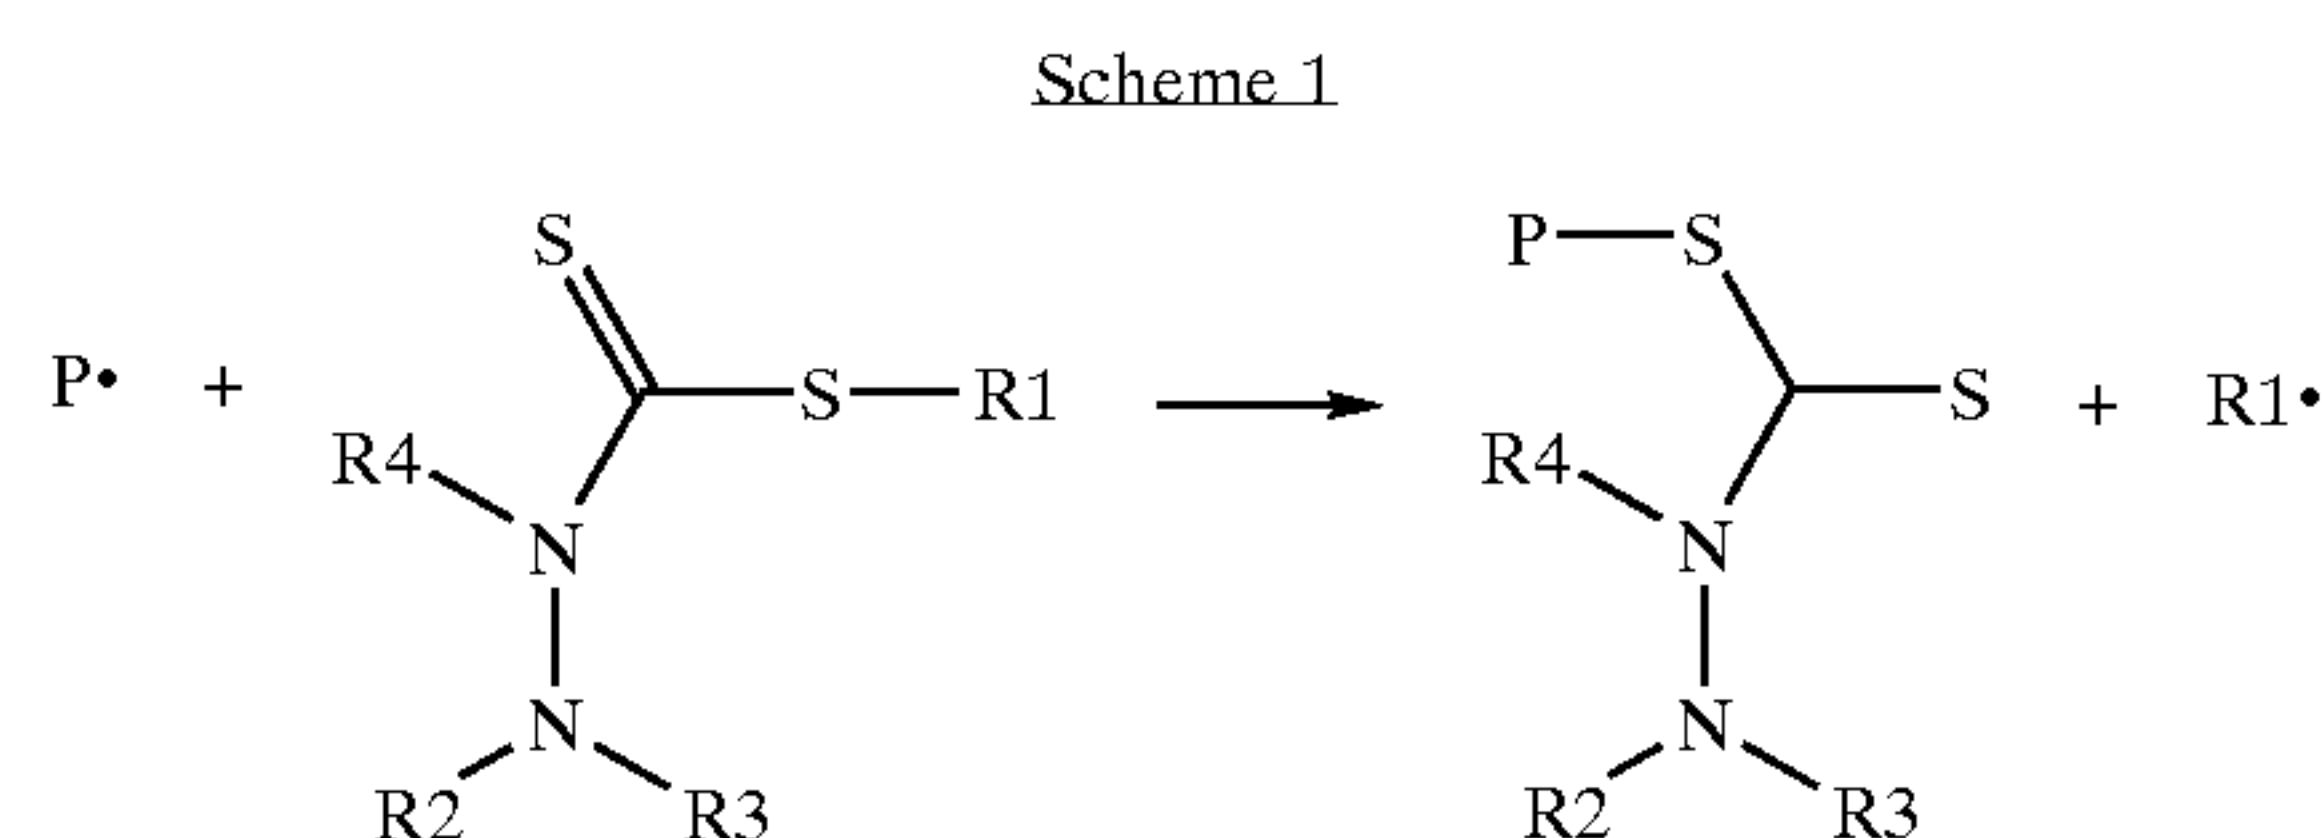 Scheme 1
S P S
P• + S R1 S + R1•
R4 R4
N N
N N
R2 R3 R2 R3